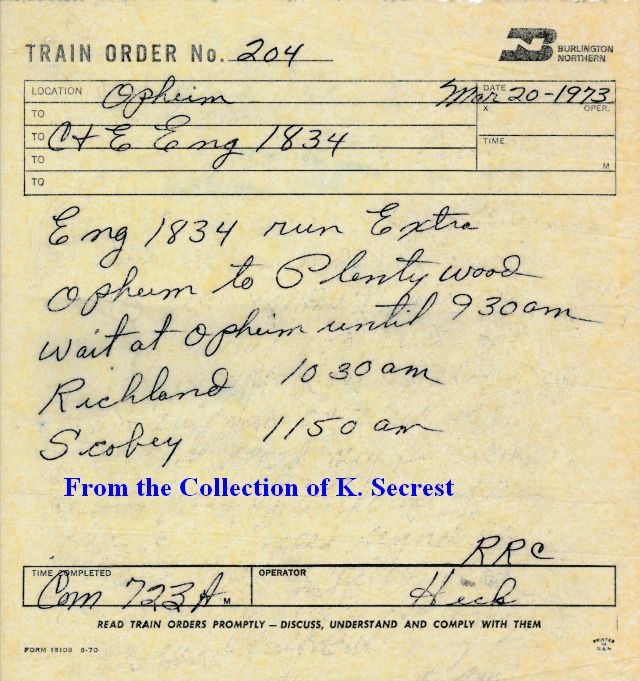 TRAIN ORDER No. 204
BURLINGTON
NORTHERN
LOCATION Opheim
DATE Mar 20-1973
TO
X OPER.
TO C+E Eng 1834
TIME
M
TO
TO
Eng 1834 run Extra
Opheim to Plentywood
Wait at Opheim until 930am
Richland 1030am
Scobey 1150am
From the Collection of K. Secrest
RRC
TIME COMPLETED
Com 723A M
OPERATOR
Heck
READ TRAIN ORDERS PROMPTLY — DISCUSS, UNDERSTAND AND COMPLY WITH THEM
FORM 15108 6-70
PRINTED
IN
U.S.A.